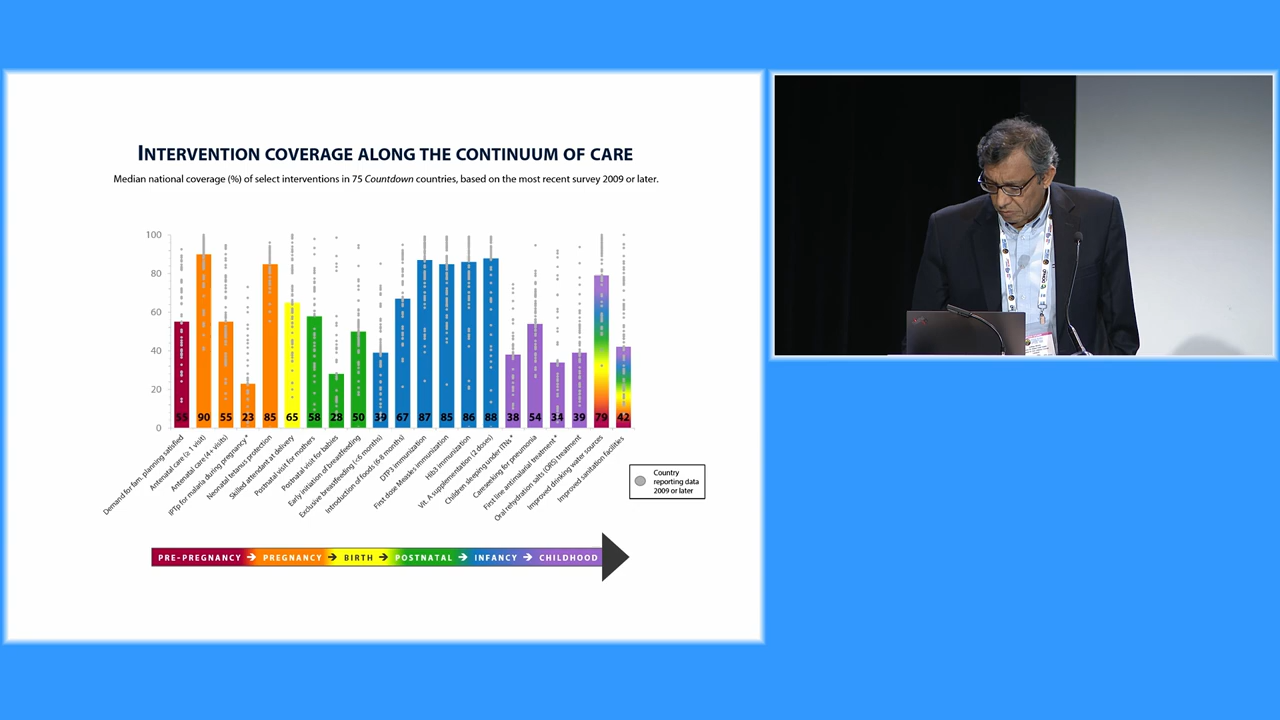 INTERVENTION COVERAGE ALONG THE CONTINUUM OF CARE
Median national coverage (%) of select interventions in 75 Countdown countries, based on the most recent survey 2009 or later.
100
80
60
40
20
0
55 90 55 23 85 65 58 28 50 39 67 87 85 86 88 38 54 34 39 79 42
Demand for fam. planning satisfied
Antenatal care (≥ 1 visit)
Antenatal care (4+ visits)
IPTp for malaria during pregnancy*
Neonatal tetanus protection
Skilled attendant at delivery
Postnatal visit for mothers
Postnatal visit for babies
Early initiation of breastfeeding
Exclusive breastfeeding (<6 months)
Introduction of foods (6-8 months)
DTP3 immunization
First dose Measles immunization
Hib3 immunization
Vit. A supplementation (2 doses)
Children sleeping under ITNs*
Careseeking for pneumonia
First line antimalarial treatment*
Oral rehydration salts (ORS) treatment
Improved drinking water sources
Improved sanitation facilities
Country
reporting data
2009 or later
PRE-PREGNANCY → PREGNANCY → BIRTH → POSTNATAL → INFANCY → CHILDHOOD